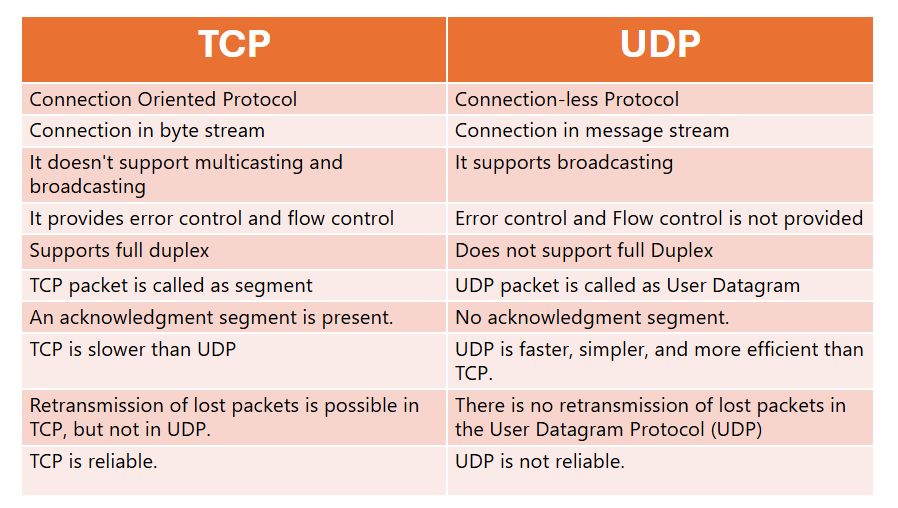 TCP
UDP
Connection Oriented Protocol
Connection-less Protocol
Connection in byte stream
Connection in message stream
It doesn't support multicasting and
broadcasting
It supports broadcasting
It provides error control and flow control
Error control and Flow control is not provided
Supports full duplex
Does not support full Duplex
TCP packet is called as segment
UDP packet is called as User Datagram
An acknowledgment segment is present.
No acknowledgment segment.
TCP is slower than UDP
UDP is faster, simpler, and more efficient than
TCP.
Retransmission of lost packets is possible in
TCP, but not in UDP.
There is no retransmission of lost packets in
the User Datagram Protocol (UDP)
TCP is reliable.
UDP is not reliable.